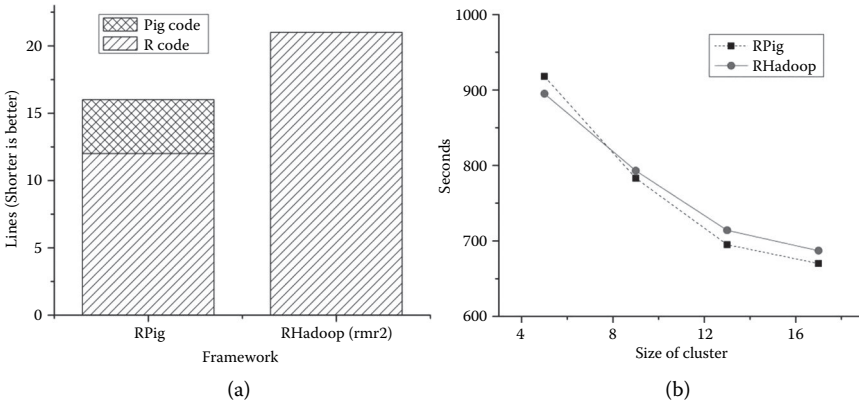 Pig code
R code
20
15
10
5
0
Lines (Shorter is better)
RPig
RHadoop (rmr2)
Framework
(a)
RPig
RHadoop
1000
900
800
700
600
Seconds
4
8
12
16
Size of cluster
(b)